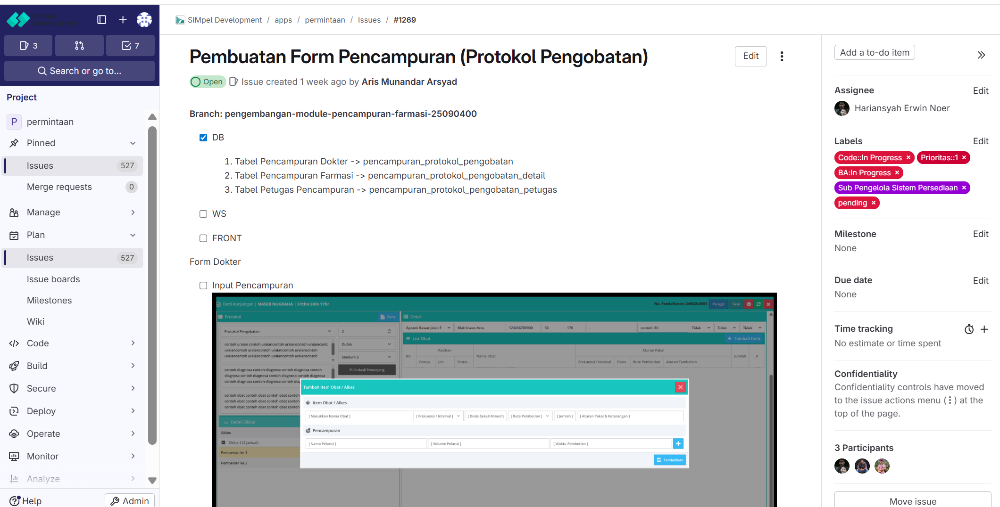 SIMpel Development
3
7
Search or go to...
Project
P permintaan
Pinned
Issues 527
Merge requests 0
Manage
Plan
Issues 527
Issue boards
Milestones
Wiki
Code
Build
Secure
Deploy
Operate
Monitor
Analyze
Help
Admin
SIMpel Development / apps / permintaan / Issues / #1269
Pembuatan Form Pencampuran (Protokol Pengobatan)
Edit
Open Issue created 1 week ago by Aris Munandar Arsyad
Branch: pengembangan-module-pencampuran-farmasi-25090400
DB
1. Tabel Pencampuran Dokter -> pencampuran_protokol_pengobatan
2. Tabel Pencampuran Farmasi -> pencampuran_protokol_pengobatan_detail
3. Tabel Petugas Pencampuran -> pencampuran_protokol_pengobatan_petugas
WS
FRONT
Form Dokter
Input Pencampuran
Detil Kunjungan | NASEB NUGRAHA | 51thn 5bln 17hr
No. Pendaftaran: 240620.0001 Panggil Final
Protokol Baru
Protokol Pengobatan 2
contoh uraian contoh uraiancontoh uraiancontoh uraiancontc
uraiancontoh uraiancontoh uraiancontoh uraiancontoh
uraiancontoh uraiancontoh uraiancontoh uraiancontoh
Dubia
Stadium 3
contoh diagnosa contoh diagnosa contoh diagnosa contoh
diagnosa contoh diagnosa contoh diagnosa contoh diagnosa
contoh diagnosa contoh diagnosa contoh diagnosa contoh diag
Pilih Hasil Penunjang
contoh obat contoh obat contoh obat contoh
contoh obat contoh obat contoh obat contoh
contoh obat contoh obat contoh obat contoh
Detail Siklus
Siklus
Siklus 1 (2 Jadwal)
Pemberian ke 1
Pemberian ke 2
Detail
Apotek Rawat Jalan F Muh Irwan Aras 123456789900 50 170 - contoh i10 Tidak Tidak Tidak
List Obat + Tambah Item
No Racikan Nama Obat Aturan Pakai Jumlah #
Group Jml Petun... Frekuensi / Interval Dosis Rute Pemberian Aturan Tambahan
Tambah Item Obat / Alkes
Item Obat / Alkes
[ Masukkan Nama Obat ] [ Frekuensi / Interval ] [ Dosis Sekali Minum] [ Rute Pemberian ] [ Jumlah ] [ Aturan Pakai & Keterangan ]
Pencampuran
[ Nama Pelarut ] [ Volume Pelarut ] [ Waktu Pemberian ]
Tambahkan
Add a to-do item
Assignee Edit
Hariansyah Erwin Noer
Labels Edit
Code::In Progress × Prioritas::1 ×
BA:In Progress ×
Sub Pengelola Sistem Persediaan ×
pending ×
Milestone Edit
None
Due date Edit
None
Time tracking
No estimate or time spent
Confidentiality
Confidentiality controls have moved
to the issue actions menu (⋮) at the
top of the page.
3 Participants
Move issue